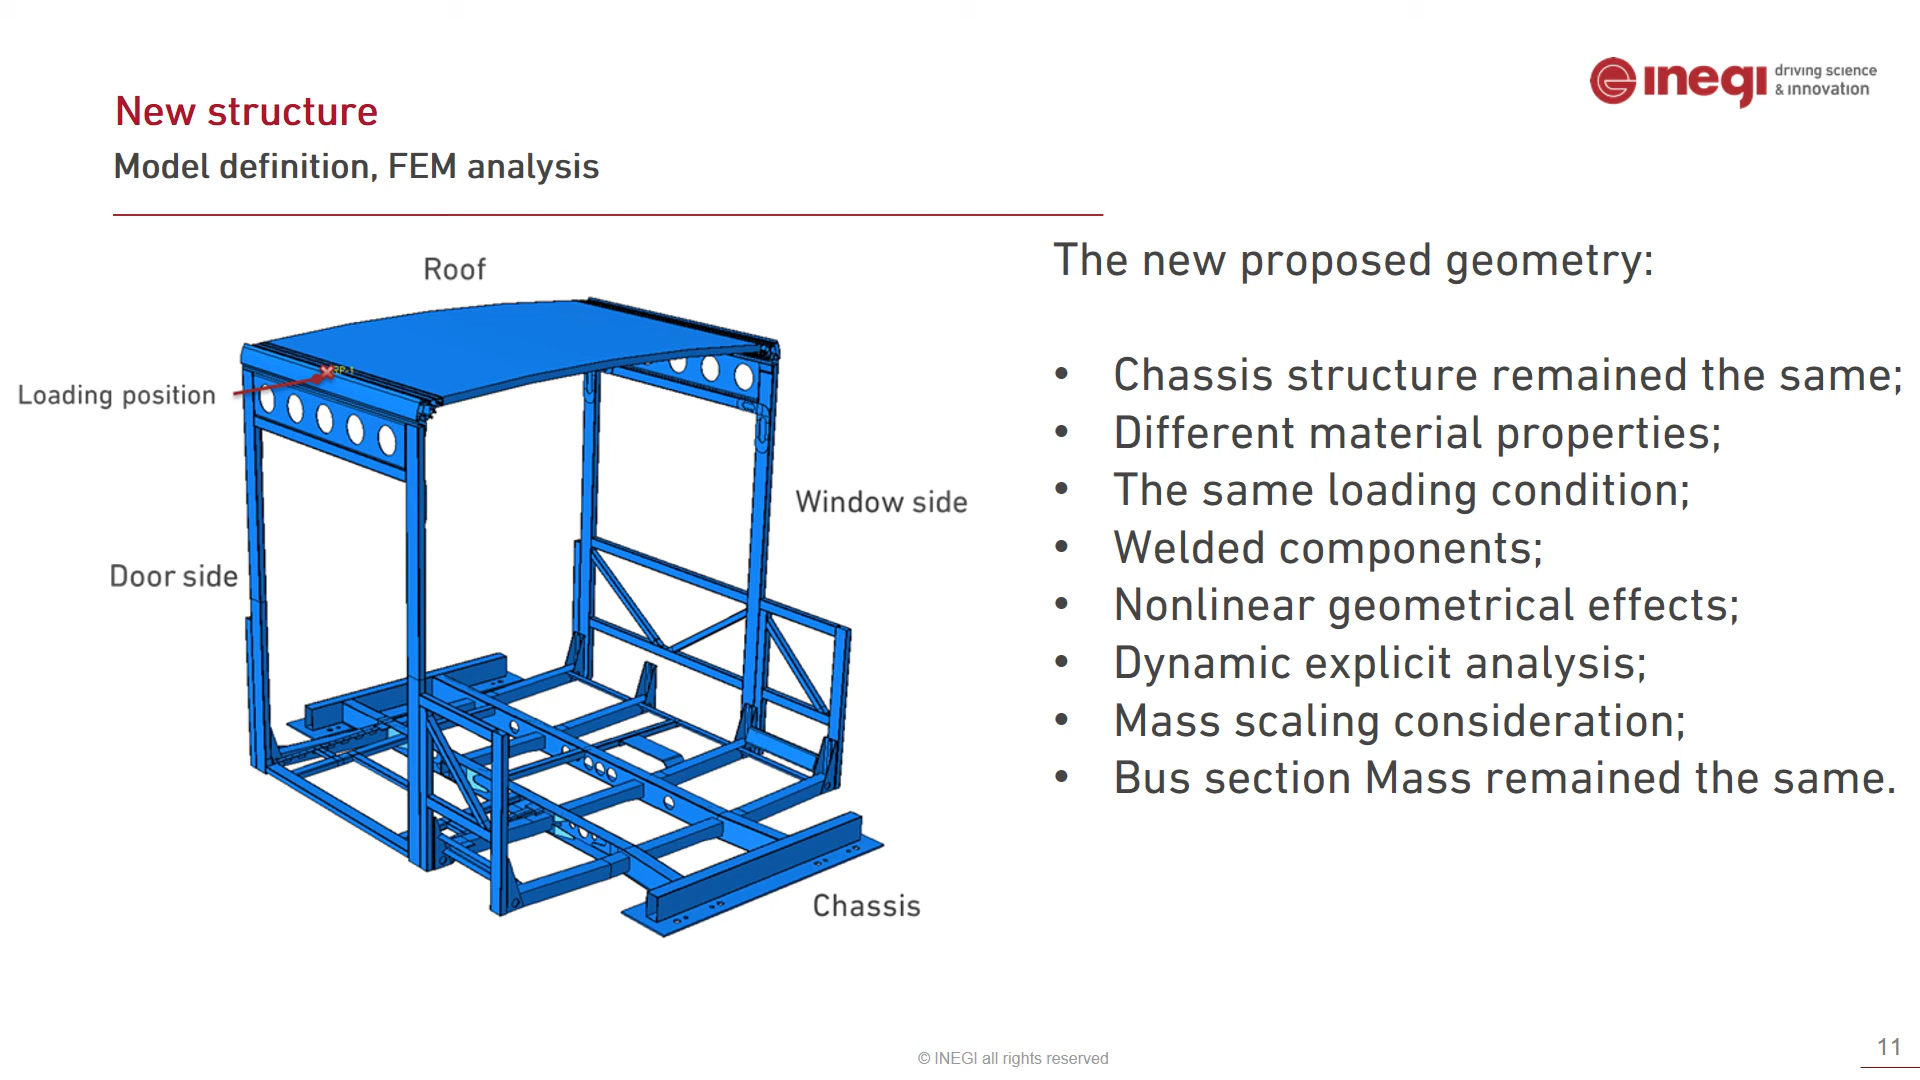 inegi driving science
& innovation
New structure
Model definition, FEM analysis
Roof
Loading position
RP-1
Window side
Door side
Chassis
The new proposed geometry:
• Chassis structure remained the same;
• Different material properties;
• The same loading condition;
• Welded components;
• Nonlinear geometrical effects;
• Dynamic explicit analysis;
• Mass scaling consideration;
• Bus section Mass remained the same.
© INEGI all rights reserved
11